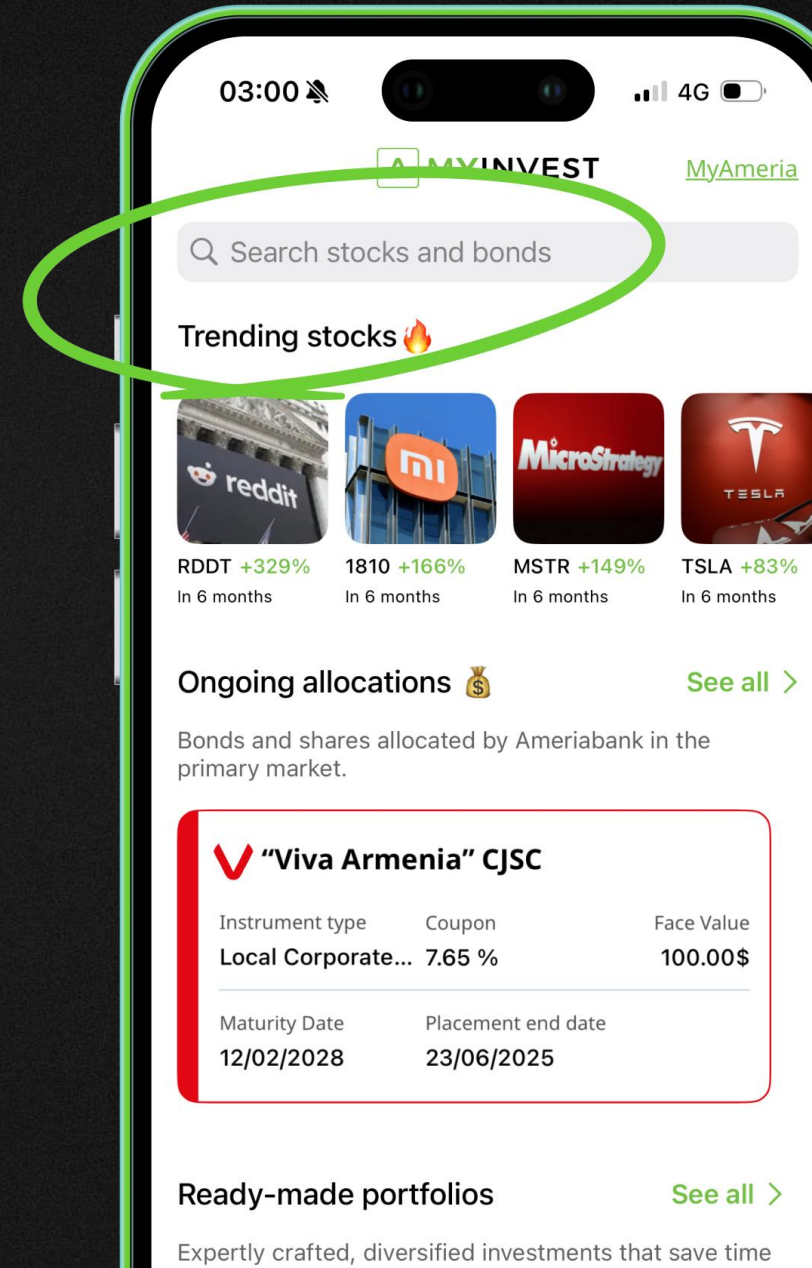 03:00 4G
A MYINVEST MyAmeria
Search stocks and bonds
Trending stocks🔥
reddit
mi
MicroStrategy
TESLA
RDDT +329% 1810 +166% MSTR +149% TSLA +83%
In 6 months In 6 months In 6 months In 6 months
Ongoing allocations 💰 See all >
Bonds and shares allocated by Ameriabank in the
primary market.
“Viva Armenia” CJSC
Instrument type Coupon Face Value
Local Corporate... 7.65 % 100.00$
Maturity Date Placement end date
12/02/2028 23/06/2025
Ready-made portfolios See all >
Expertly crafted, diversified investments that save time